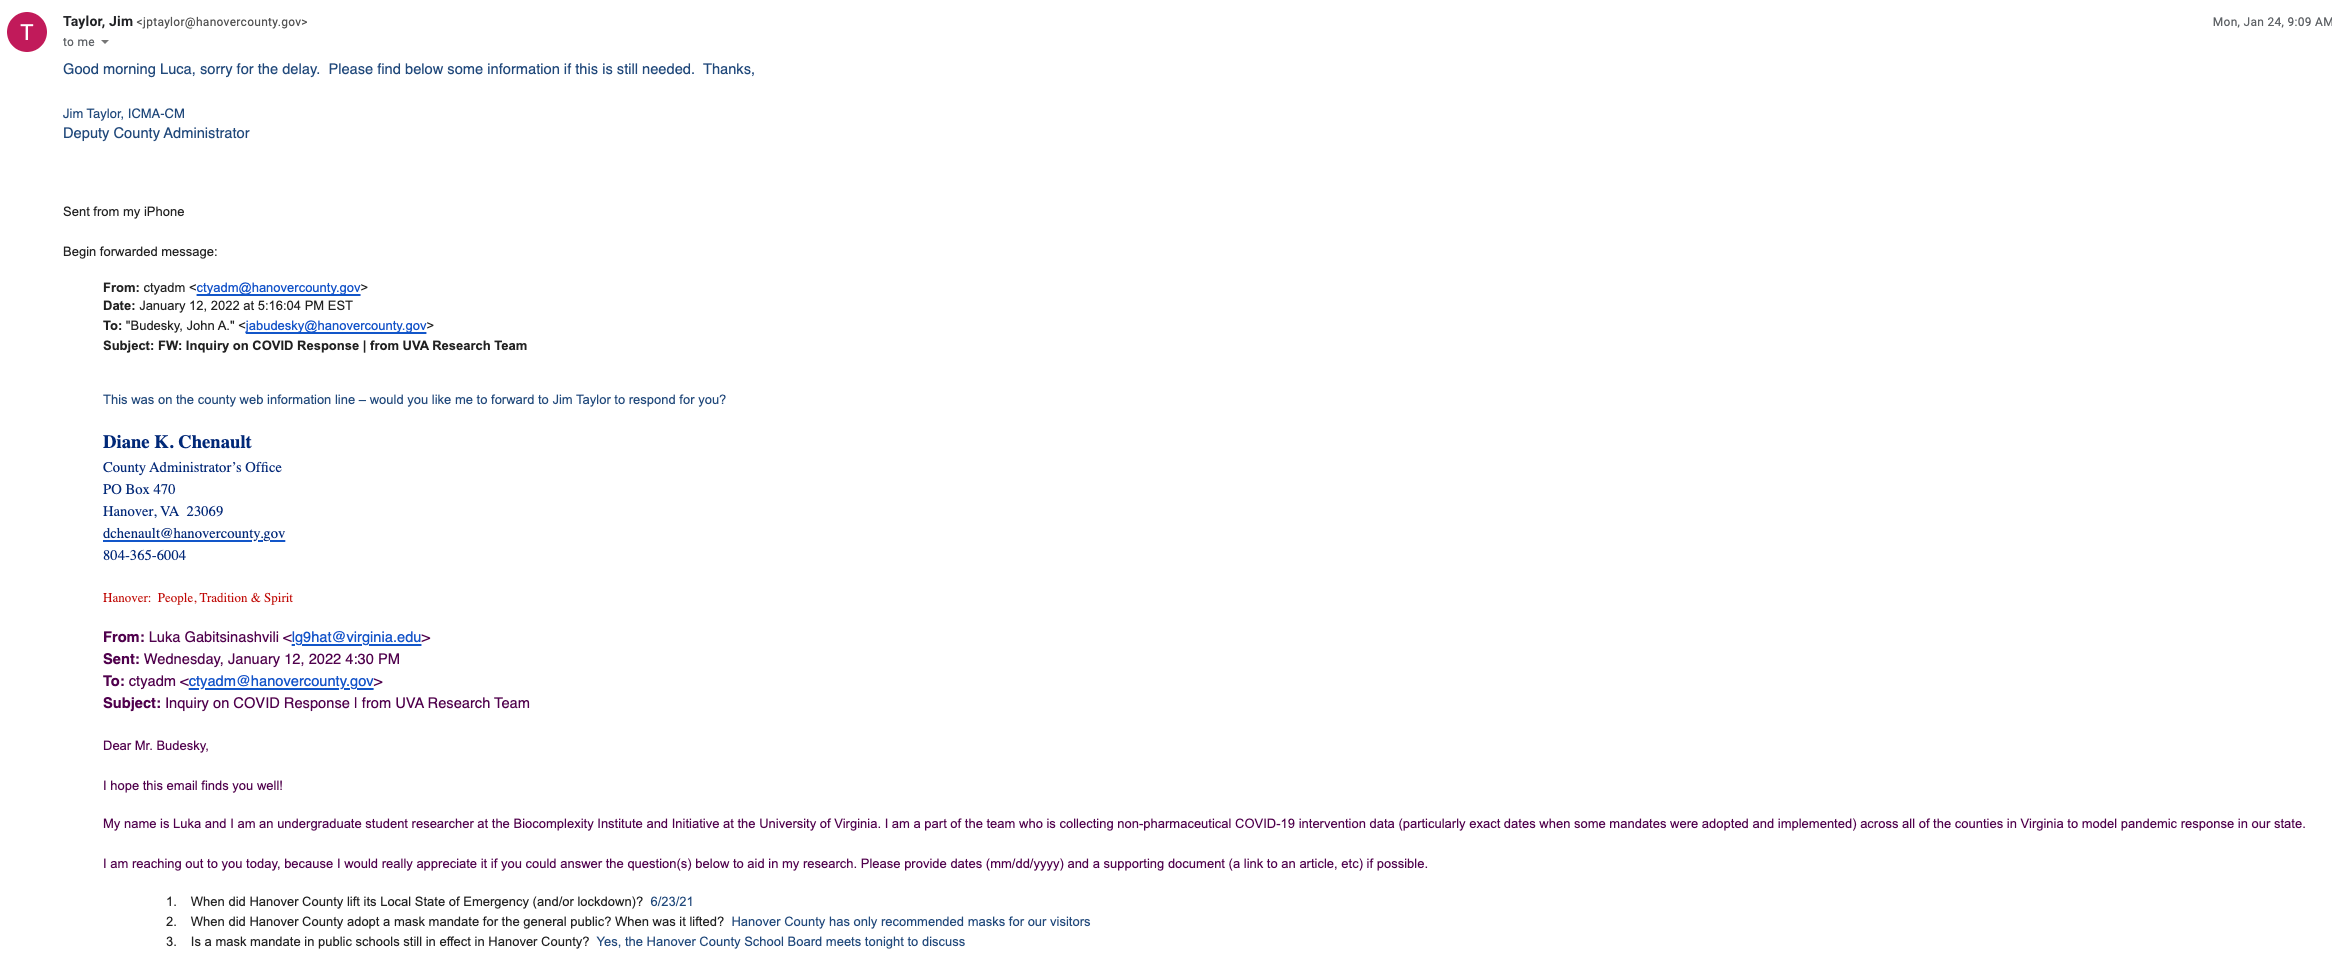 T
Taylor, Jim <jptaylor@hanovercounty.gov>
Mon, Jan 24, 9:09 AM
to me
Good morning Luca, sorry for the delay.  Please find below some information if this is still needed.  Thanks,
Jim Taylor, ICMA-CM
Deputy County Administrator
Sent from my iPhone
Begin forwarded message:
From: ctyadm <ctyadm@hanovercounty.gov>
Date: January 12, 2022 at 5:16:04 PM EST
To: "Budesky, John A." <jabudesky@hanovercounty.gov>
Subject: FW: Inquiry on COVID Response | from UVA Research Team
This was on the county web information line – would you like me to forward to Jim Taylor to respond for you?
Diane K. Chenault
County Administrator’s Office
PO Box 470
Hanover, VA  23069
dchenault@hanovercounty.gov
804-365-6004
Hanover:  People, Tradition & Spirit
From: Luka Gabitsinashvili <lg9hat@virginia.edu>
Sent: Wednesday, January 12, 2022 4:30 PM
To: ctyadm <ctyadm@hanovercounty.gov>
Subject: Inquiry on COVID Response | from UVA Research Team
Dear Mr. Budesky,
I hope this email finds you well!
My name is Luka and I am an undergraduate student researcher at the Biocomplexity Institute and Initiative at the University of Virginia. I am a part of the team who is collecting non-pharmaceutical COVID-19 intervention data (particularly exact dates when some mandates were adopted and implemented) across all of the counties in Virginia to model pandemic response in our state.
I am reaching out to you today, because I would really appreciate it if you could answer the question(s) below to aid in my research. Please provide dates (mm/dd/yyyy) and a supporting document (a link to an article, etc) if possible.
1. When did Hanover County lift its Local State of Emergency (and/or lockdown)?  6/23/21
2. When did Hanover County adopt a mask mandate for the general public? When was it lifted?  Hanover County has only recommended masks for our visitors
3. Is a mask mandate in public schools still in effect in Hanover County?  Yes, the Hanover County School Board meets tonight to discuss